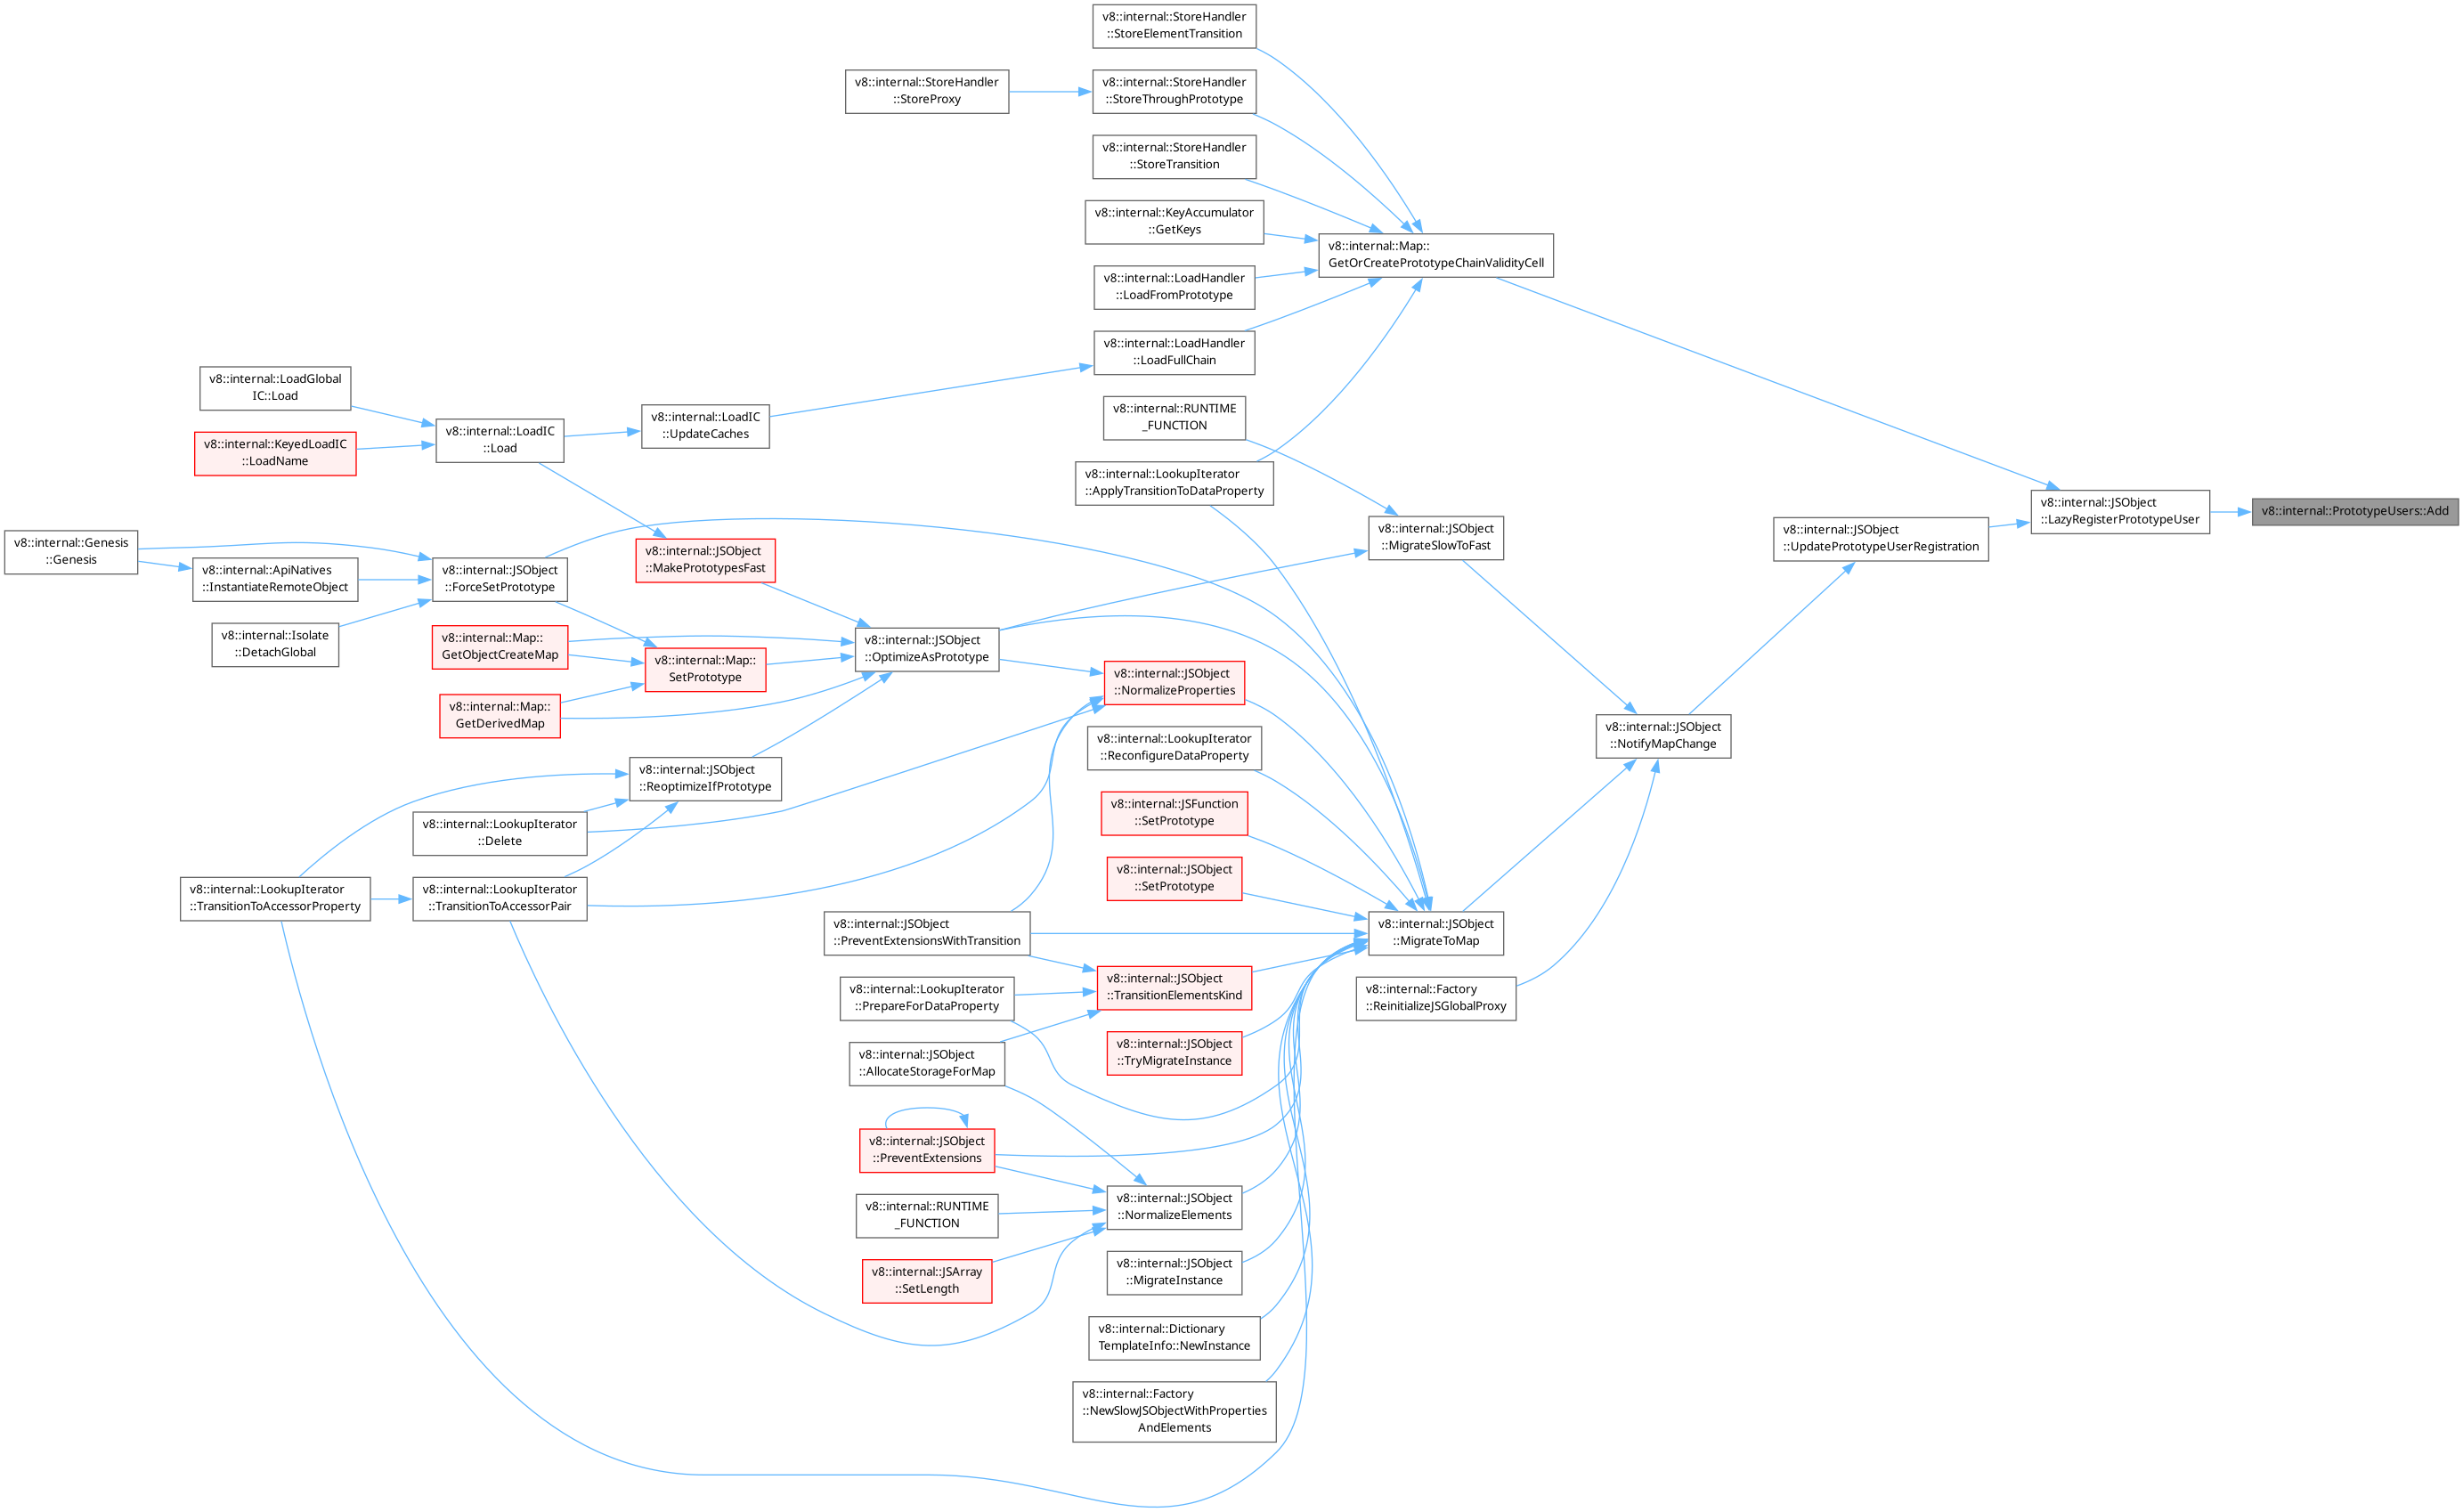 v8::internal::StoreHandler
::StoreElementTransition
v8::internal::StoreHandler
::StoreProxy
v8::internal::StoreHandler
::StoreThroughPrototype
v8::internal::StoreHandler
::StoreTransition
v8::internal::KeyAccumulator
::GetKeys
v8::internal::Map::
GetOrCreatePrototypeChainValidityCell
v8::internal::LoadHandler
::LoadFromPrototype
v8::internal::LoadHandler
::LoadFullChain
v8::internal::LoadGlobal
IC::Load
v8::internal::KeyedLoadIC
::LoadName
v8::internal::LoadIC
::Load
v8::internal::LoadIC
::UpdateCaches
v8::internal::RUNTIME
_FUNCTION
v8::internal::LookupIterator
::ApplyTransitionToDataProperty
v8::internal::JSObject
::LazyRegisterPrototypeUser
v8::internal::PrototypeUsers::Add
v8::internal::JSObject
::UpdatePrototypeUserRegistration
v8::internal::JSObject
::MigrateSlowToFast
v8::internal::Genesis
::Genesis
v8::internal::ApiNatives
::InstantiateRemoteObject
v8::internal::JSObject
::ForceSetPrototype
v8::internal::JSObject
::MakePrototypesFast
v8::internal::Isolate
::DetachGlobal
v8::internal::Map::
GetObjectCreateMap
v8::internal::Map::
SetPrototype
v8::internal::JSObject
::OptimizeAsPrototype
v8::internal::Map::
GetDerivedMap
v8::internal::JSObject
::NormalizeProperties
v8::internal::LookupIterator
::ReconfigureDataProperty
v8::internal::JSObject
::NotifyMapChange
v8::internal::JSObject
::ReoptimizeIfPrototype
v8::internal::LookupIterator
::Delete
v8::internal::JSFunction
::SetPrototype
v8::internal::JSObject
::SetPrototype
v8::internal::LookupIterator
::TransitionToAccessorProperty
v8::internal::LookupIterator
::TransitionToAccessorPair
v8::internal::JSObject
::PreventExtensionsWithTransition
v8::internal::JSObject
::MigrateToMap
v8::internal::JSObject
::TransitionElementsKind
v8::internal::LookupIterator
::PrepareForDataProperty
v8::internal::Factory
::ReinitializeJSGlobalProxy
v8::internal::JSObject
::TryMigrateInstance
v8::internal::JSObject
::AllocateStorageForMap
v8::internal::JSObject
::PreventExtensions
v8::internal::JSObject
::NormalizeElements
v8::internal::RUNTIME
_FUNCTION
v8::internal::JSArray
::SetLength
v8::internal::JSObject
::MigrateInstance
v8::internal::Dictionary
TemplateInfo::NewInstance
v8::internal::Factory
::NewSlowJSObjectWithProperties
AndElements